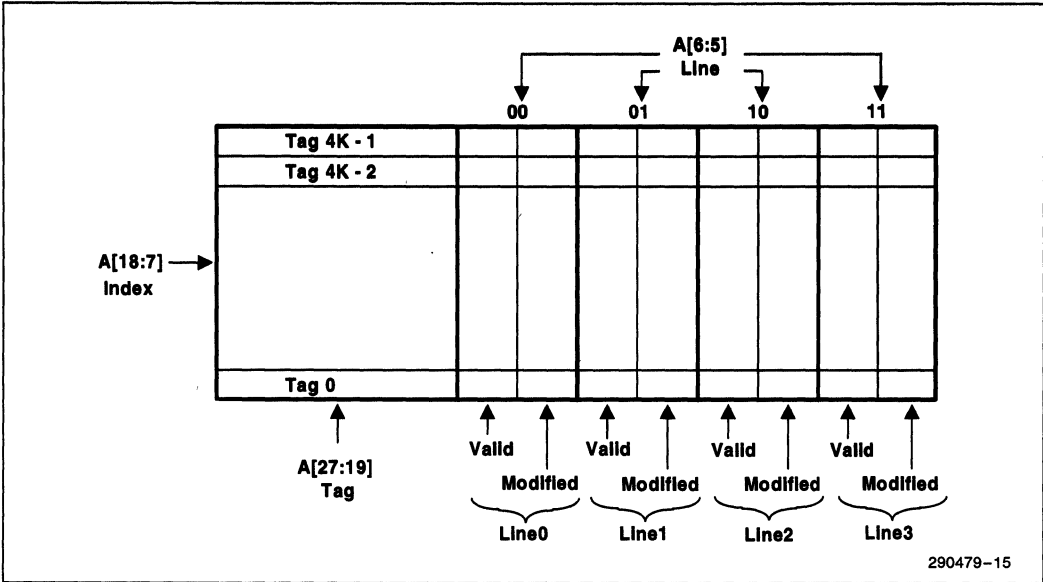 A[6:5]
Line
00 01 10 11
Tag 4K - 1
Tag 4K - 2
A[18:7]
Index
Tag 0
A[27:19]
Tag
Valid Valid Valid Valid
Modified Modified Modified Modified
Line0 Line1 Line2 Line3
290479-15